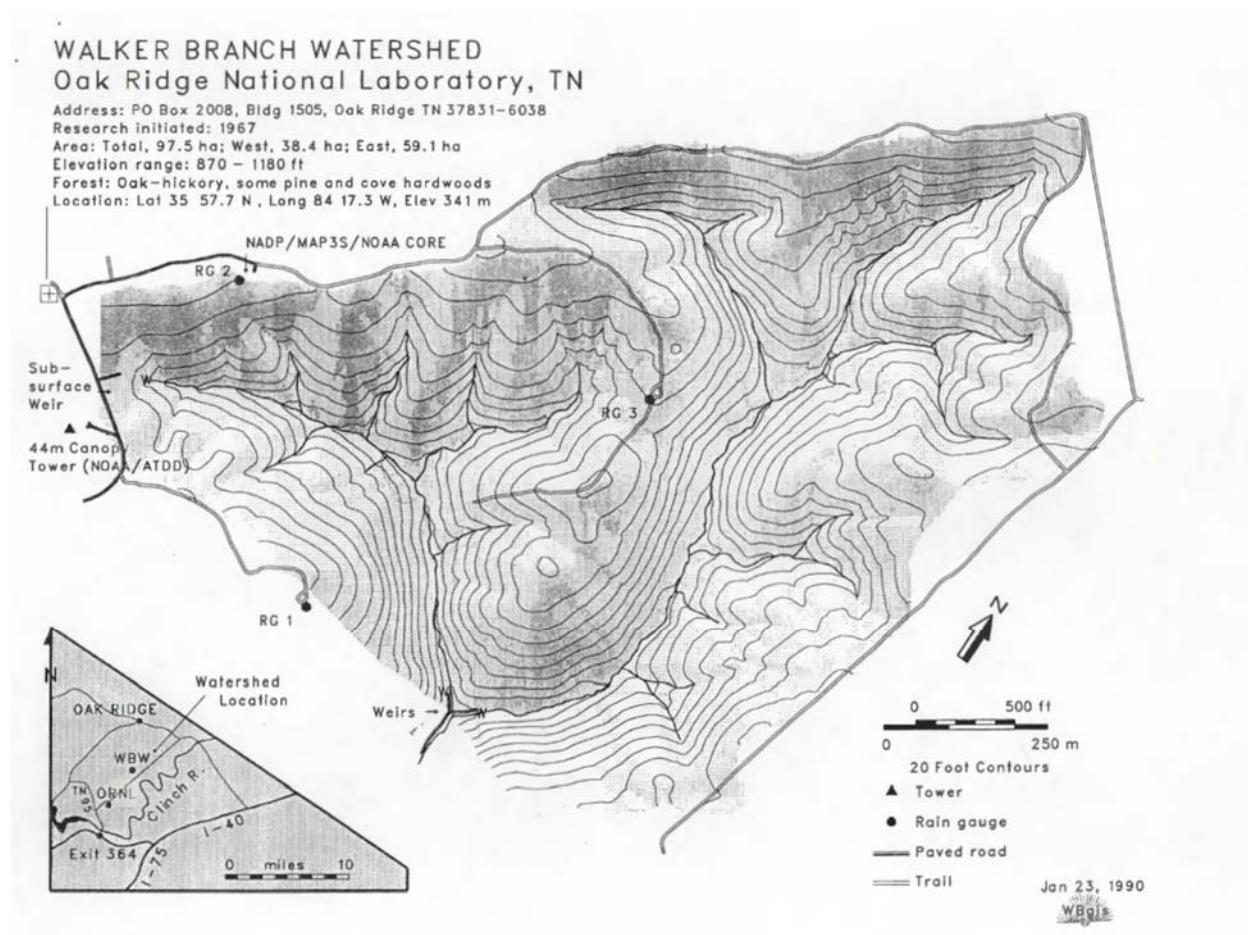 WALKER BRANCH WATERSHED
Oak Ridge National Laboratory, TN
Address: PO Box 2008, Bldg 1505, Oak Ridge TN 37831-6038
Research initiated: 1967
Area: Total, 97.5 ha; West, 38.4 ha; East, 59.1 ha
Elevation range: 870 - 1180 ft
Forest: Oak-hickory, some pine and cove hardwoods
Location: Lat 35 57.7 N , Long 84 17.3 W, Elev 341 m
NADP/MAP3S/NOAA CORE
RG 2
Sub-
surface
Weir
W
RG 3
44m Canop
Tower (NOAA/ATDD)
RG 1
Weirs
W
W
N
N
Watershed
Location
OAK RIDGE
WBW
TN 95
ORNL
Clinch R.
I-40
Exit 364
I-75
0 miles 10
0 500 ft
0 250 m
20 Foot Contours
Tower
Rain gauge
Paved road
Trail
Jan 23, 1990
WBgis